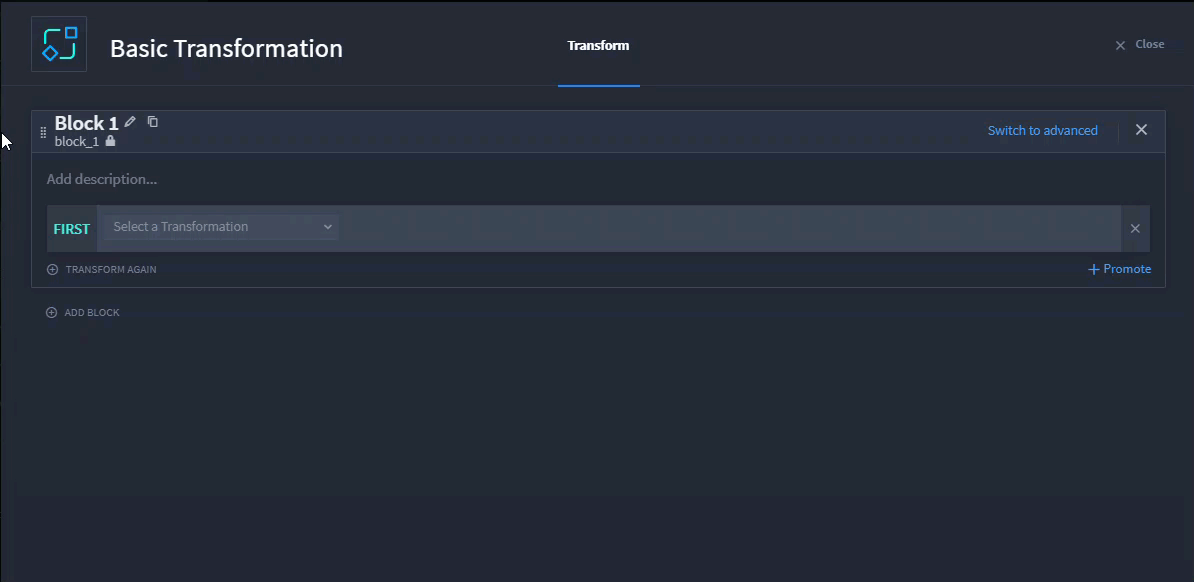 Basic Transformation
Transform
Close
Block 1
block_1
Switch to advanced
Add description...
FIRST
Select a Transformation
TRANSFORM AGAIN
Promote
ADD BLOCK